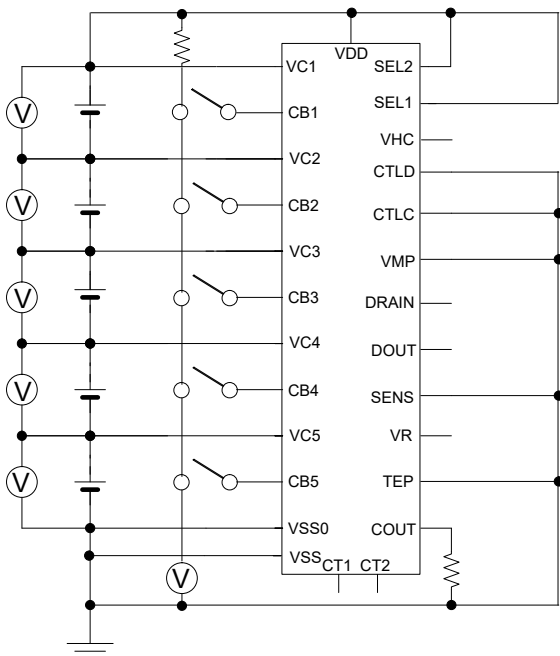 VDD
VC1
SEL2
V
CB1
SEL1
VHC
VC2
CTLD
V
CB2
CTLC
VC3
VMP
V
CB3
DRAIN
VC4
DOUT
V
CB4
SENS
VC5
VR
V
CB5
TEP
VSS0
COUT
VSS
CT1 CT2
V